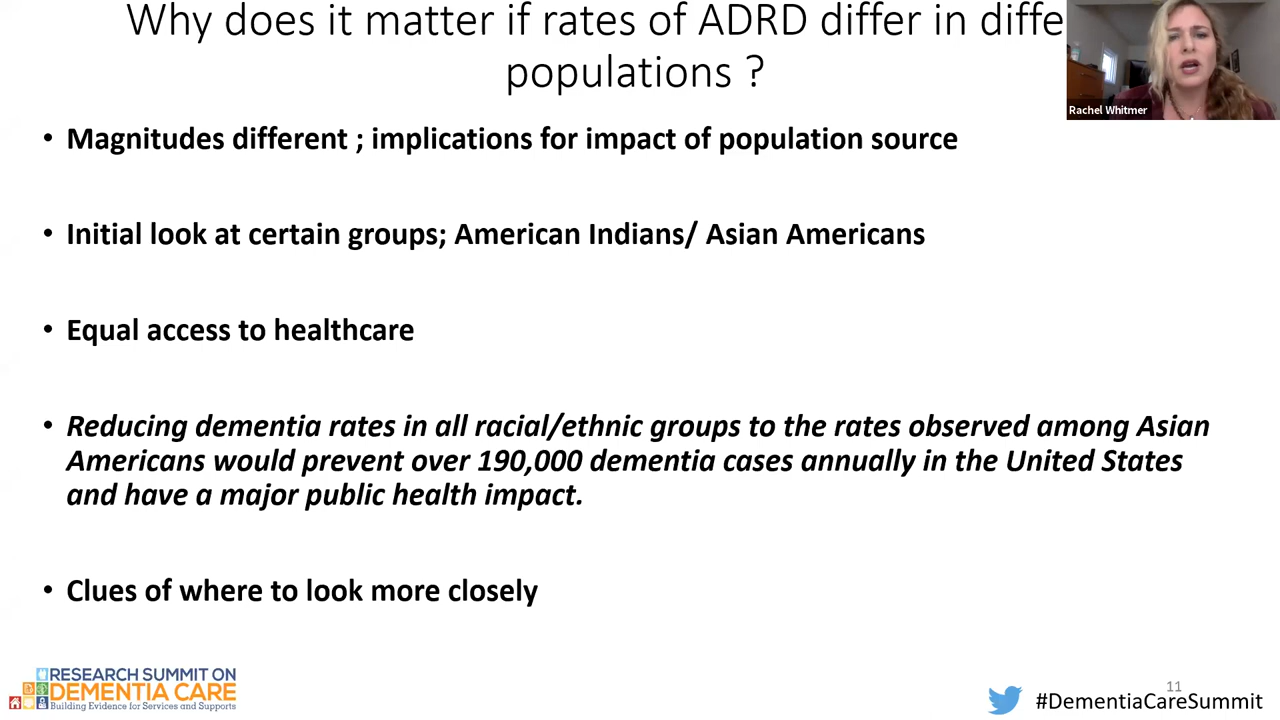 Why does it matter if rates of ADRD differ in diffe
populations ?
Rachel Whitmer
• Magnitudes different ; implications for impact of population source
• Initial look at certain groups; American Indians/ Asian Americans
• Equal access to healthcare
• Reducing dementia rates in all racial/ethnic groups to the rates observed among Asian
Americans would prevent over 190,000 dementia cases annually in the United States
and have a major public health impact.
• Clues of where to look more closely
RESEARCH SUMMIT ON
DEMENTIA CARE
Building Evidence for Services and Supports
11
#DementiaCareSummit